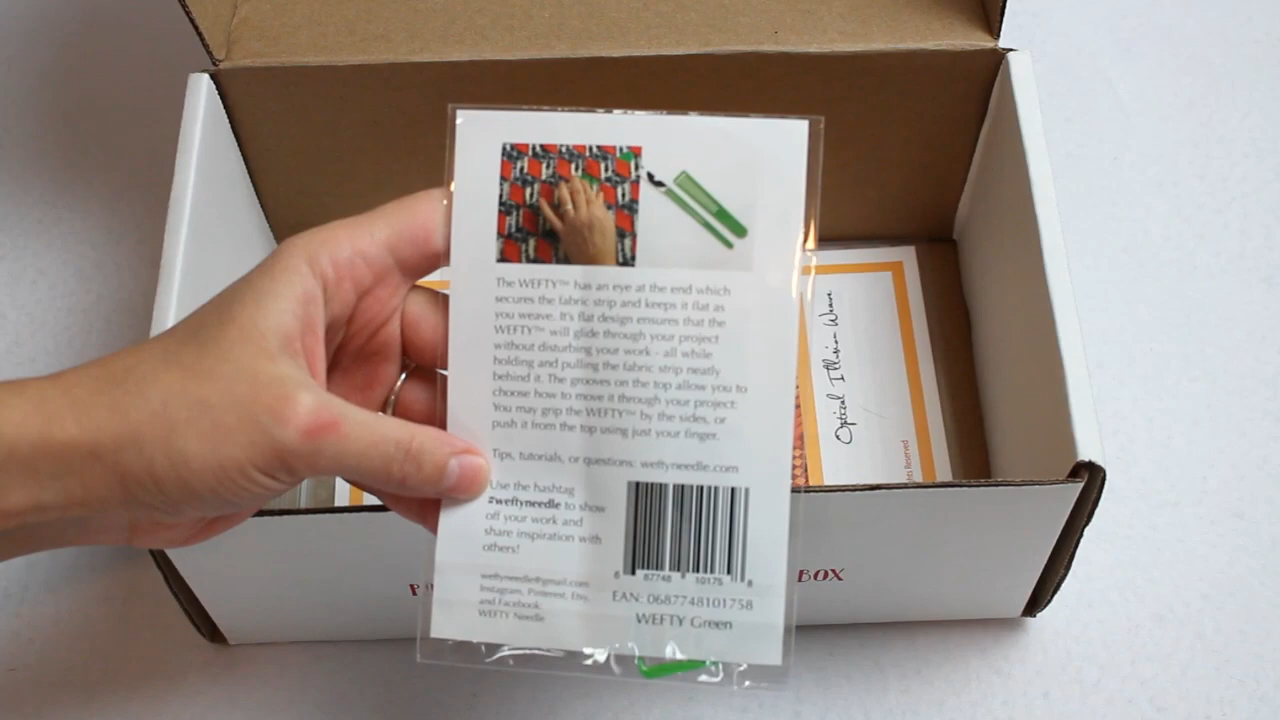 The WEFTY™ has an eye at the end which
secures the fabric strip and keeps it flat as
you weave. It's flat design ensures that the
WEFTY™ will glide through your project
without disturbing your work - all while
holding and pulling the fabric strip neatly
behind it. The grooves on the top allow you to
choose how to move it through your project:
You may grip the WEFTY™ by the sides, or
push it from the top using just your finger.
Tips, tutorials, or questions: weftyneedle.com
Use the hashtag
#weftyneedle to show
off your work and
share inspiration with
others!
weftyneedle@gmail.com
Instagram, Pinterest, Etsy,
and Facebook:
WEFTY Needle
6 87748 10175 8
EAN: 0687748101758
WEFTY Green
Optical Illusion Weave
Reserved
BOX